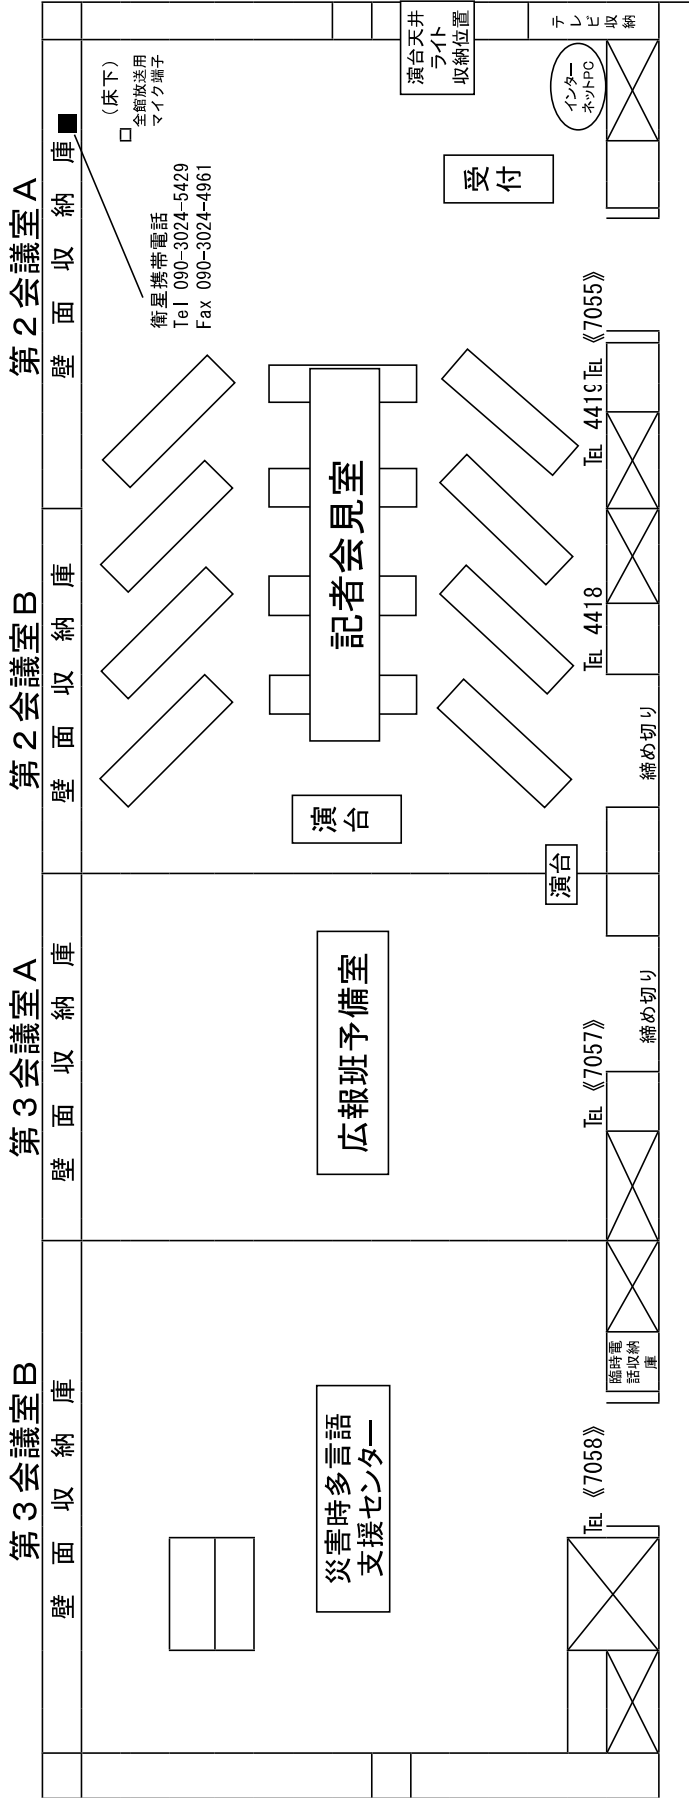 第３会議室Ｂ
第３会議室Ａ
第２会議室Ｂ
第２会議室Ａ
壁 面 収 納 庫
壁 面 収 納 庫
壁 面 収 納 庫
壁 面 収 納 庫
（床下）
全館放送用
マイク端子
衛星携帯電話
Tel 090-3024-5429
Fax 090-3024-4961
災害時多言語
支援センター
広報班予備室
演台
記者会見室
演台天井
ライト
収納位置
受付
演台
インター
ネットPC
テレビ収納
℡ 《7058》
℡ 《7057》
℡ 4418
℡ 4419
℡ 《7055》
臨時電
話収納
庫
締め切り
締め切り